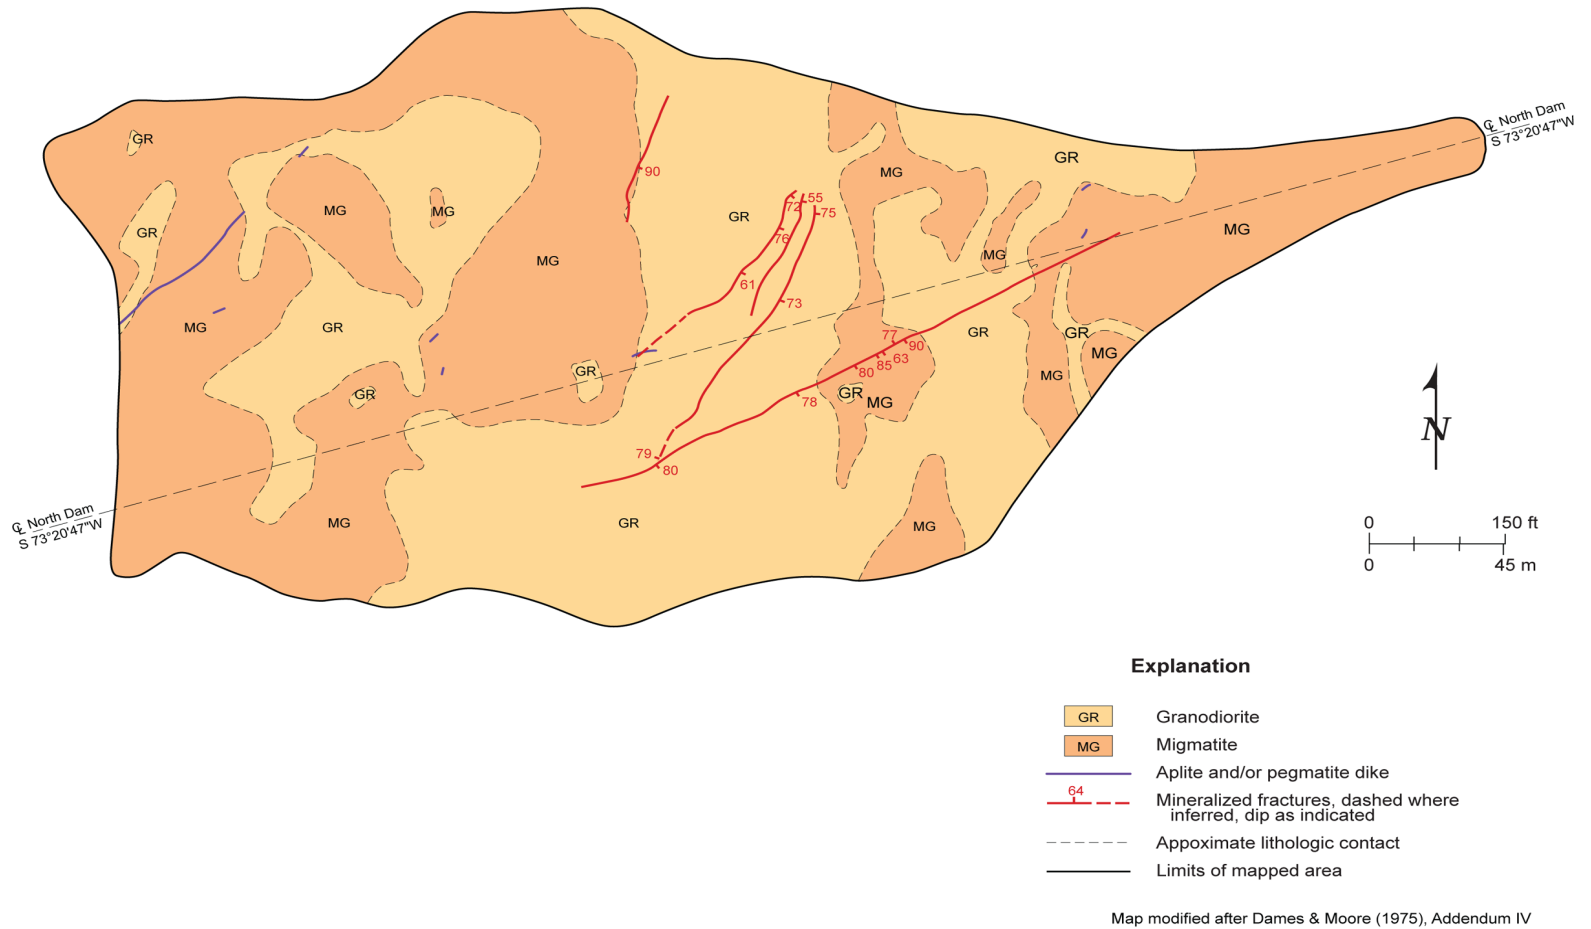 ℄ North Dam
S 73°20'47"W
GR
GR
MG
MG
MG
90
GR
72
55
75
MG
GR
GR
MG
76
MG
MG
61
73
MG
GR
77
90
GR
GR
MG
GR
GR
80
85
63
GR
MG
78
MG
79
80
℄ North Dam
S 73°20'47"W
MG
GR
MG
N
0 150 ft
0 45 m
Explanation
GR Granodiorite
MG Migmatite
Aplite and/or pegmatite dike
64
Mineralized fractures, dashed where
inferred, dip as indicated
Appoximate lithologic contact
Limits of mapped area
Map modified after Dames & Moore (1975), Addendum IV